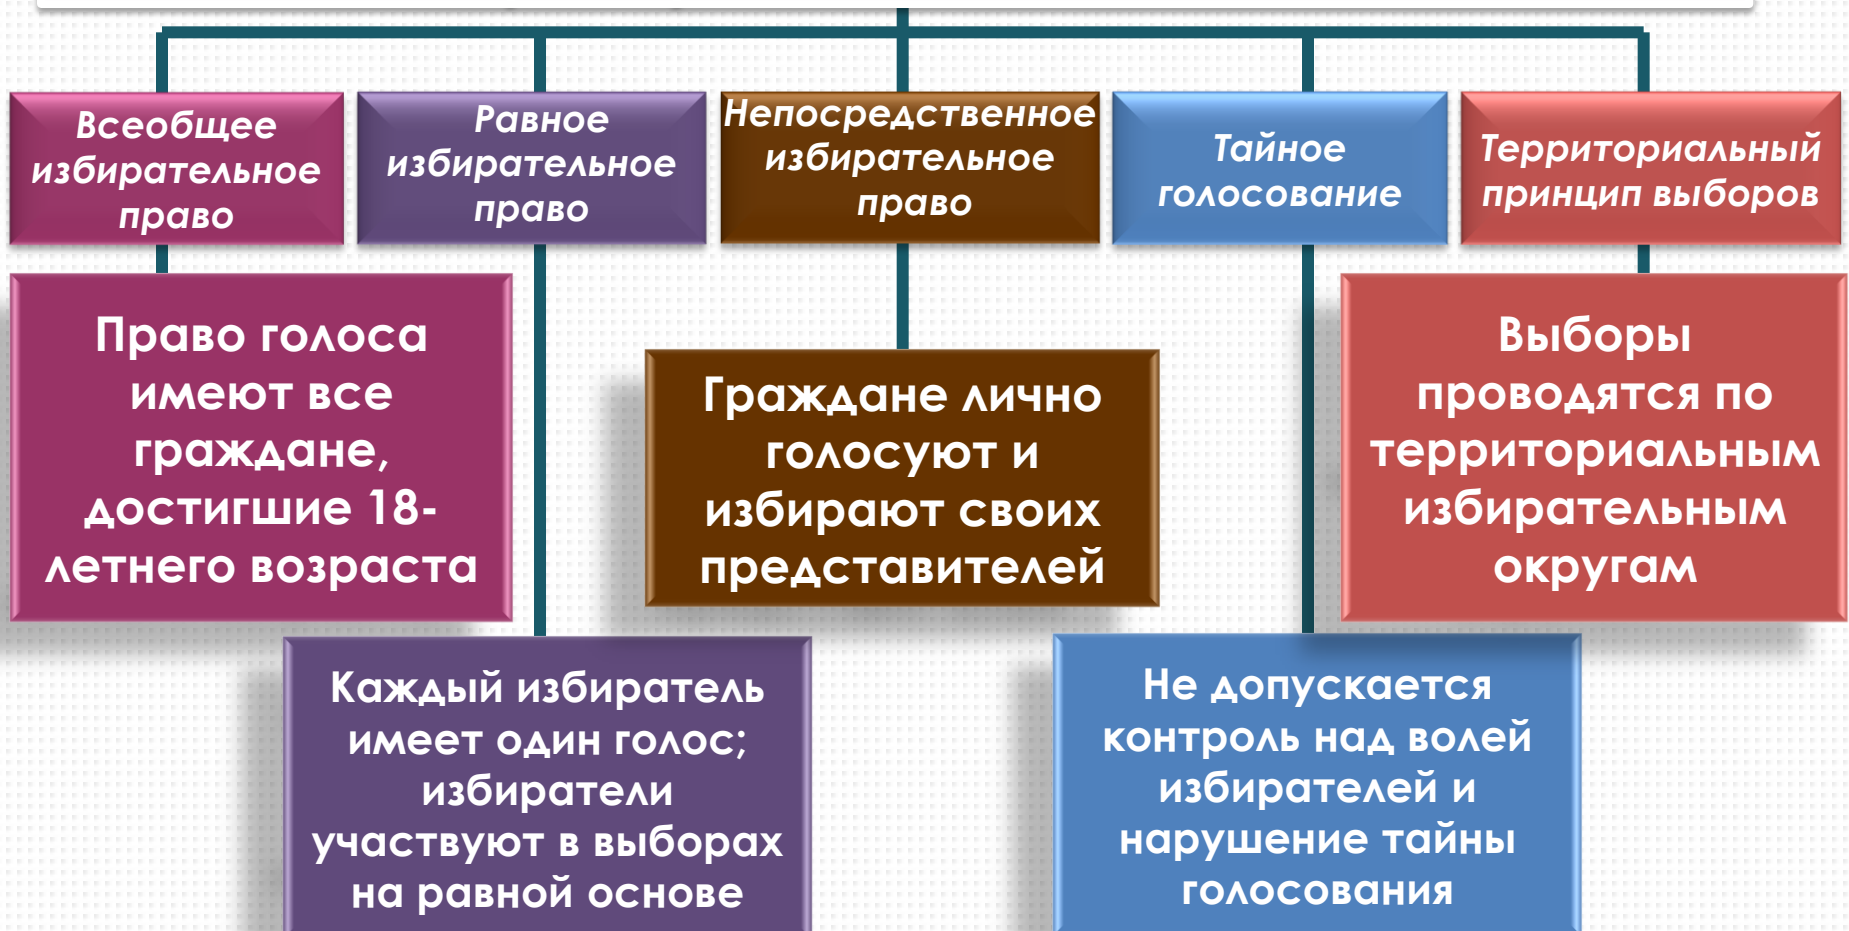 Всеобщее
избирательное
право
Равное
избирательное
право
Непосредственное
избирательное
право
Тайное
голосование
Территориальный
принцип выборов
Право голоса
имеют все
граждане,
достигшие 18-
летнего возраста
Граждане лично
голосуют и
избирают своих
представителей
Выборы
проводятся по
территориальным
избирательным
округам
Каждый избиратель
имеет один голос;
избиратели
участвуют в выборах
на равной основе
Не допускается
контроль над волей
избирателей и
нарушение тайны
голосования